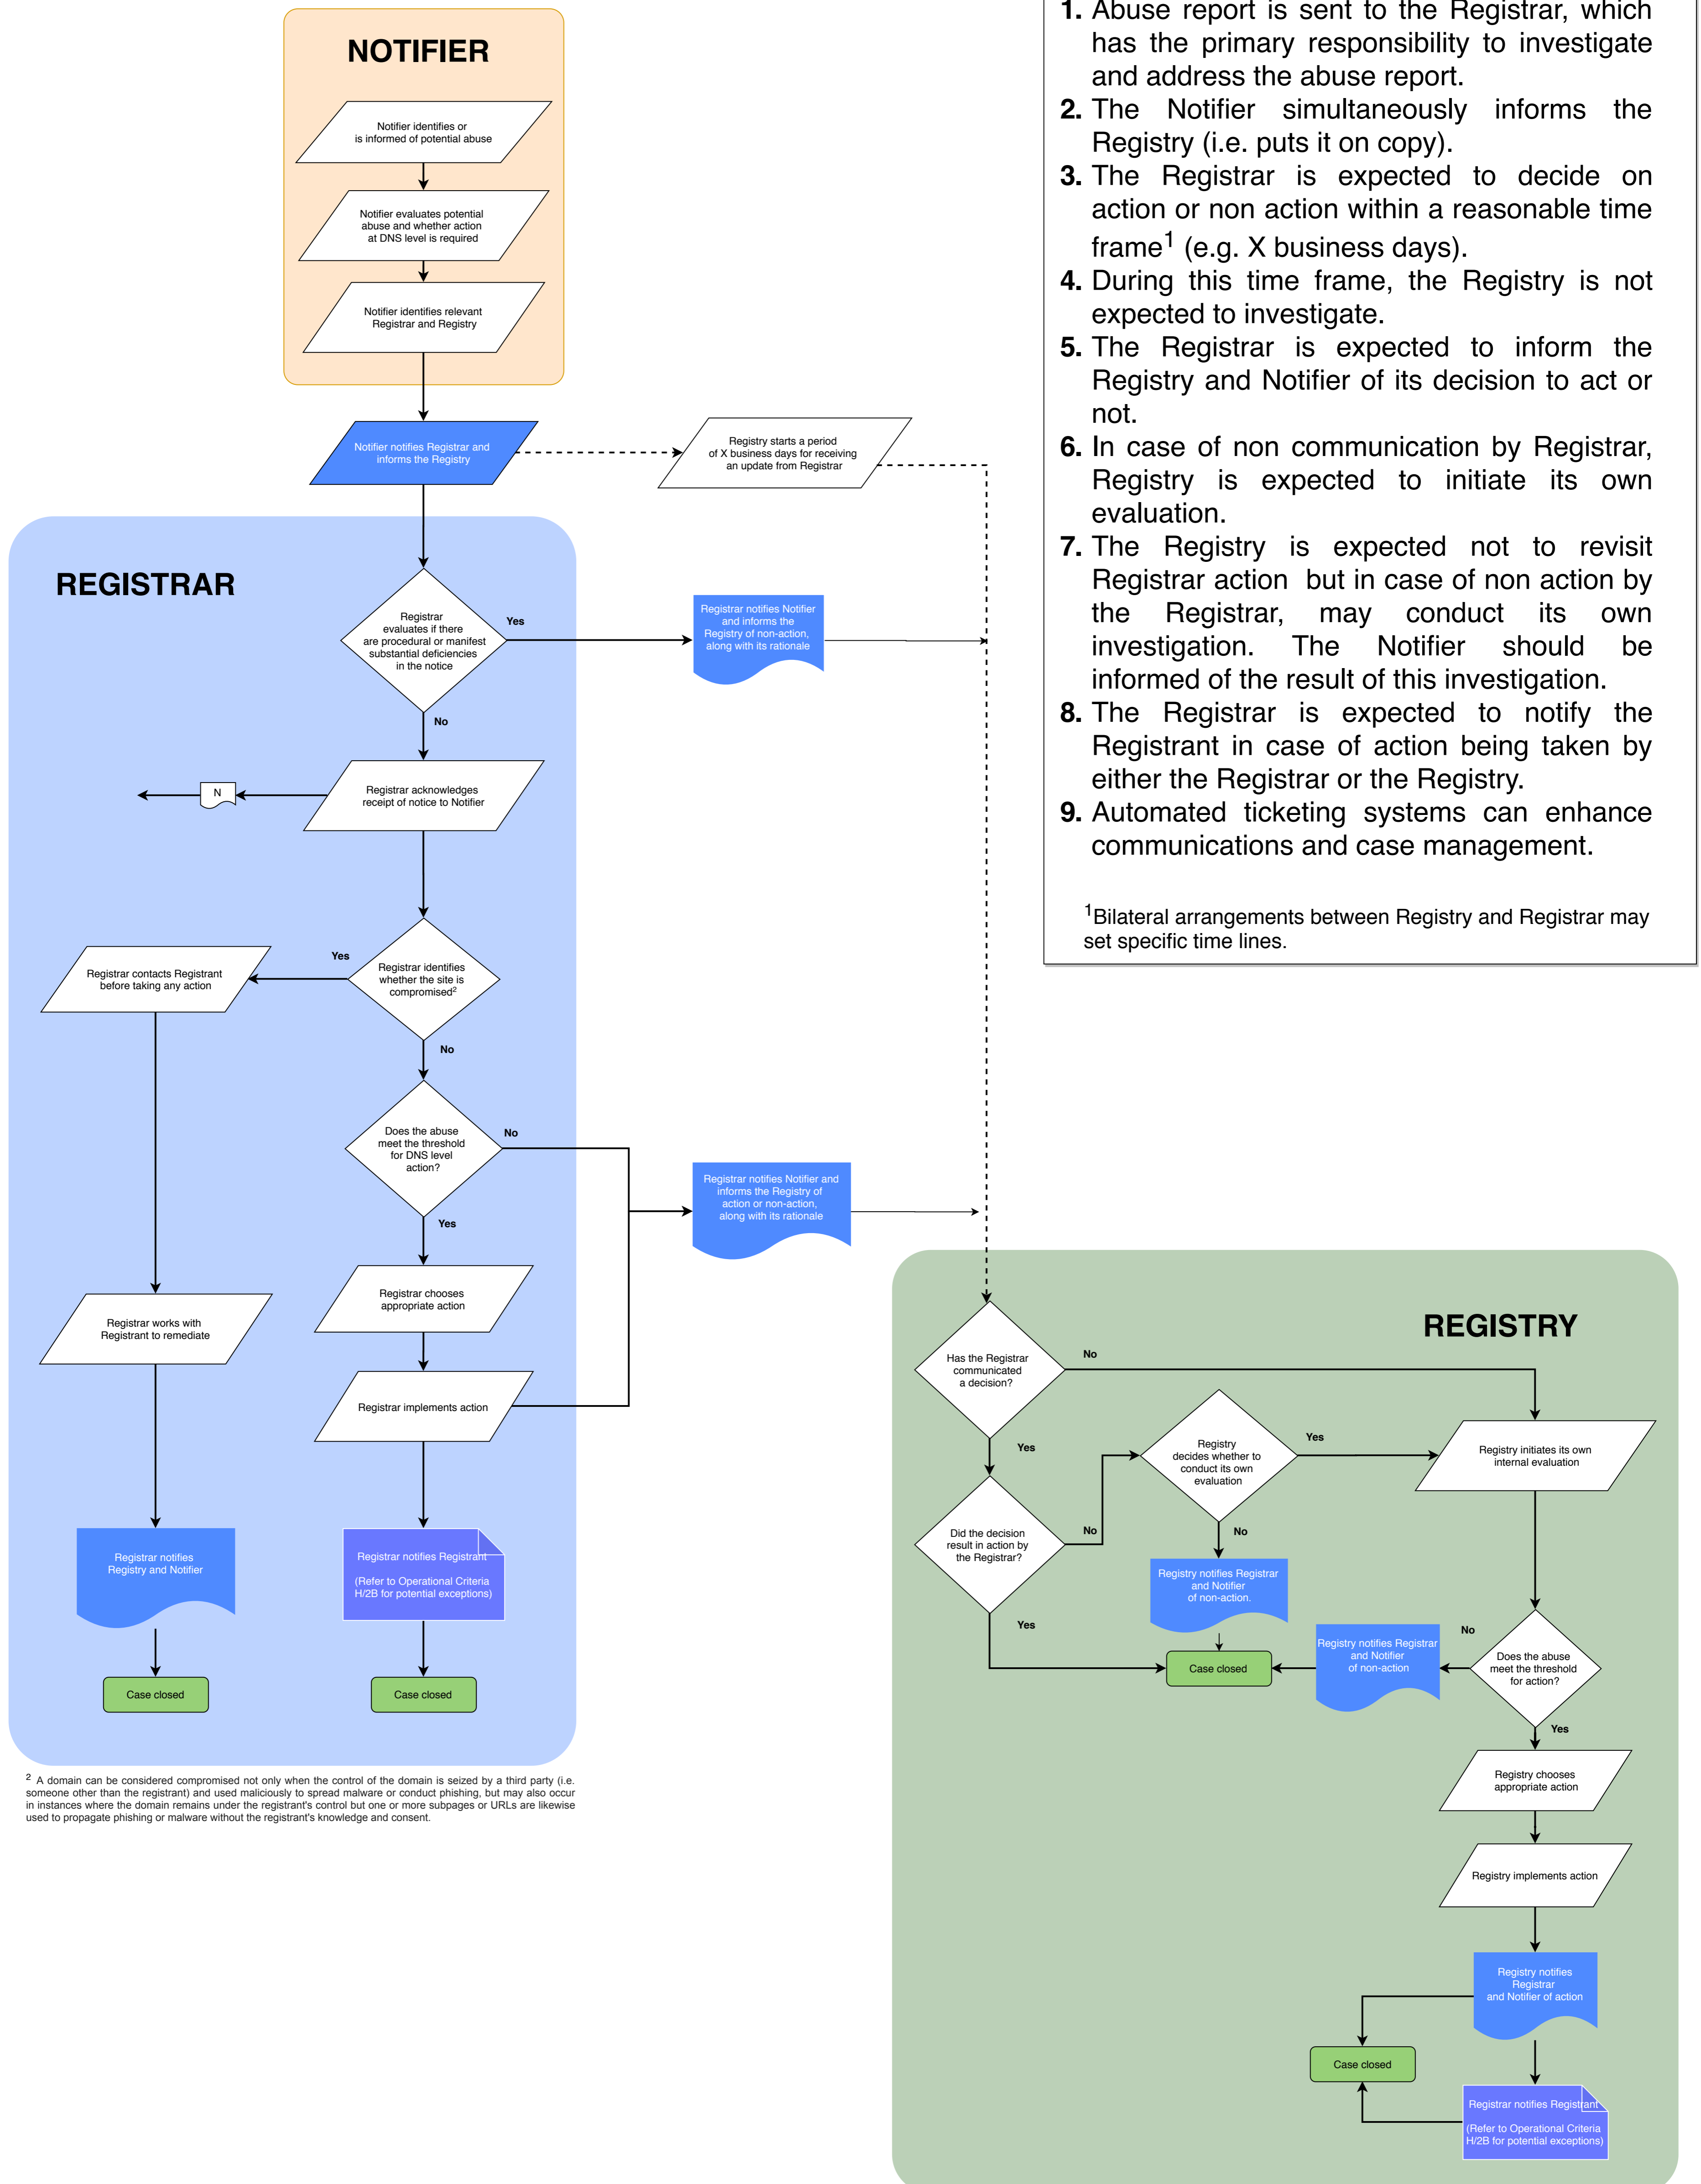 NOTIFIER
Notifier identifies or
is informed of potential abuse
Notifier evaluates potential
abuse and whether action
at DNS level is required
Notifier identifies relevant
Registrar and Registry
Notifier notifies Registrar and
informs the Registry
Registry starts a period
of X business days for receiving
an update from Registrar
1. Abuse report is sent to the Registrar, which
has the primary responsibility to investigate
and address the abuse report.
2. The Notifier simultaneously informs the
Registry (i.e. puts it on copy).
3. The Registrar is expected to decide on
action or non action within a reasonable time
frame1 (e.g. X business days).
4. During this time frame, the Registry is not
expected to investigate.
5. The Registrar is expected to inform the
Registry and Notifier of its decision to act or
not.
6. In case of non communication by Registrar,
Registry is expected to initiate its own
evaluation.
7. The Registry is expected not to revisit
Registrar action but in case of non action by
the Registrar, may conduct its own
investigation. The Notifier should be
informed of the result of this investigation.
8. The Registrar is expected to notify the
Registrant in case of action being taken by
either the Registrar or the Registry.
9. Automated ticketing systems can enhance
communications and case management.
1Bilateral arrangements between Registry and Registrar may
set specific time lines.
REGISTRAR
Registrar
evaluates if there
are procedural or manifest
substantial deficiencies
in the notice
Yes
Registrar notifies Notifier
and informs the
Registry of non-action,
along with its rationale
No
Registrar acknowledges
receipt of notice to Notifier
N
Registrar identifies
whether the site is
compromised2
Yes
Registrar contacts Registrant
before taking any action
No
Does the abuse
meet the threshold
for DNS level
action?
No
Registrar notifies Notifier and
informs the Registry of
action or non-action,
along with its rationale
Yes
Registrar chooses
appropriate action
Registrar works with
Registrant to remediate
Registrar implements action
Registrar notifies
Registry and Notifier
Registrar notifies Registrant
(Refer to Operational Criteria
H/2B for potential exceptions)
Case closed
Case closed
2 A domain can be considered compromised not only when the control of the domain is seized by a third party (i.e.
someone other than the registrant) and used maliciously to spread malware or conduct phishing, but may also occur
in instances where the domain remains under the registrant's control but one or more subpages or URLs are likewise
used to propagate phishing or malware without the registrant's knowledge and consent.
REGISTRY
Has the Registrar
communicated
a decision?
No
Yes
Registry
decides whether to
conduct its own
evaluation
Yes
Registry initiates its own
internal evaluation
Did the decision
result in action by
the Registrar?
No
No
Registry notifies Registrar
and Notifier
of non-action.
Yes
Case closed
Registry notifies Registrar
and Notifier
of non-action
No
Does the abuse
meet the threshold
for action?
Yes
Registry chooses
appropriate action
Registry implements action
Registry notifies
Registrar
and Notifier of action
Case closed
Registrar notifies Registrant
(Refer to Operational Criteria
H/2B for potential exceptions)